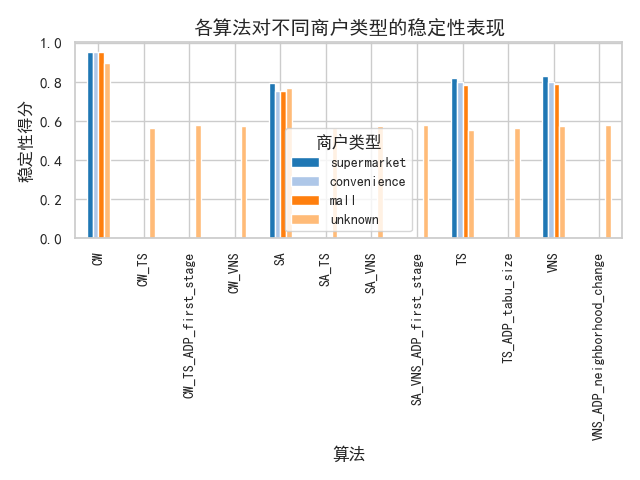 各算法对不同商户类型的稳定性表现
稳定性得分
1.0
0.8
0.6
0.4
0.2
0.0
商户类型
supermarket
convenience
mall
unknown
CW
CW_TS
CW_TS_ADP_first_stage
CW_VNS
SA
SA_TS
SA_VNS
SA_VNS_ADP_first_stage
TS
TS_ADP_tabu_size
VNS
VNS_ADP_neighborhood_change
算法